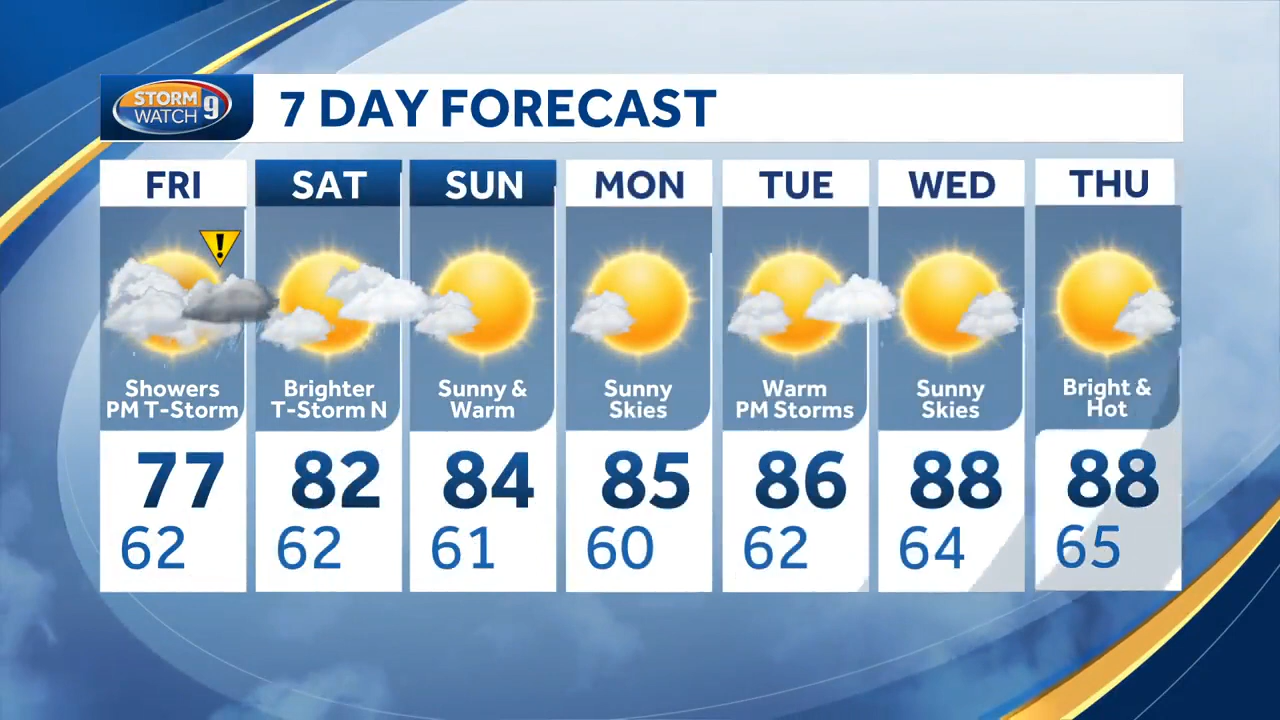 STORM
WATCH 9
7 DAY FORECAST
FRI
SAT
SUN
MON
TUE
WED
THU
!
Showers
PM T-Storm
Brighter
T-Storm N
Sunny &
Warm
Sunny
Skies
Warm
PM Storms
Sunny
Skies
Bright &
Hot
77
82
84
85
86
88
88
62
62
61
60
62
64
65